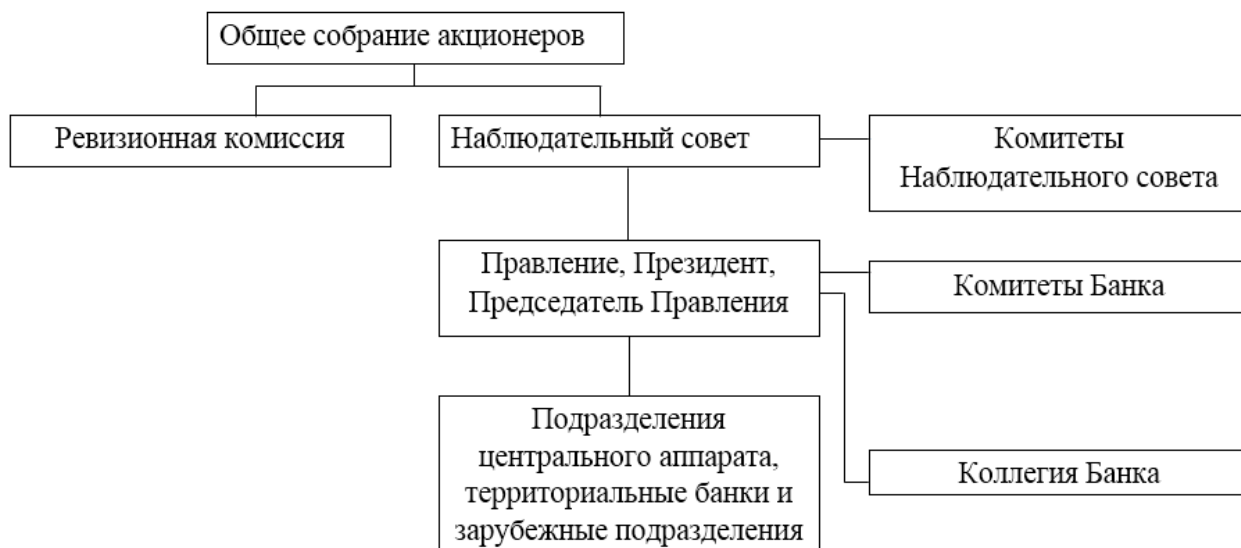 Общее собрание акционеров
Ревизионная комиссия
Наблюдательный совет
Комитеты
Наблюдательного совета
Правление, Президент,
Председатель Правления
Комитеты Банка
Подразделения
центрального аппарата,
территориальные банки и
зарубежные подразделения
Коллегия Банка